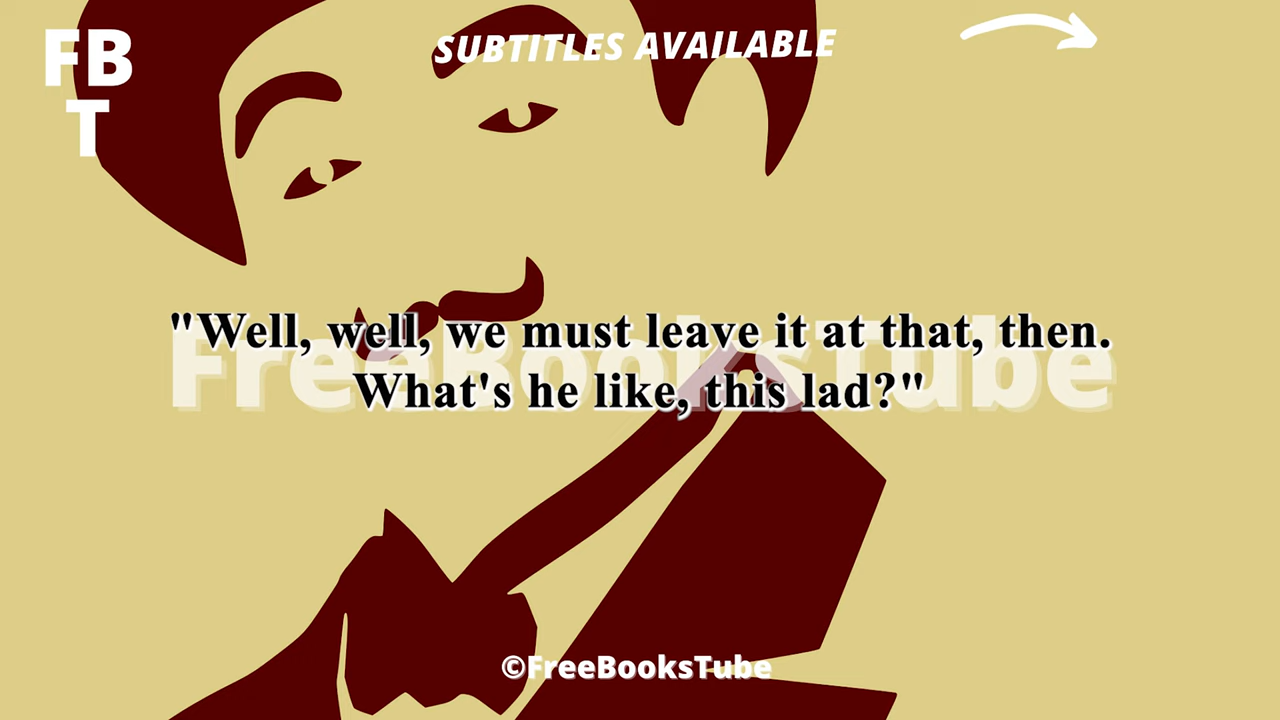 FB
T
SUBTITLES AVAILABLE
"Well, well, we must leave it at that, then.
What's he like, this lad?"
FreeBooksTube
©FreeBooksTube